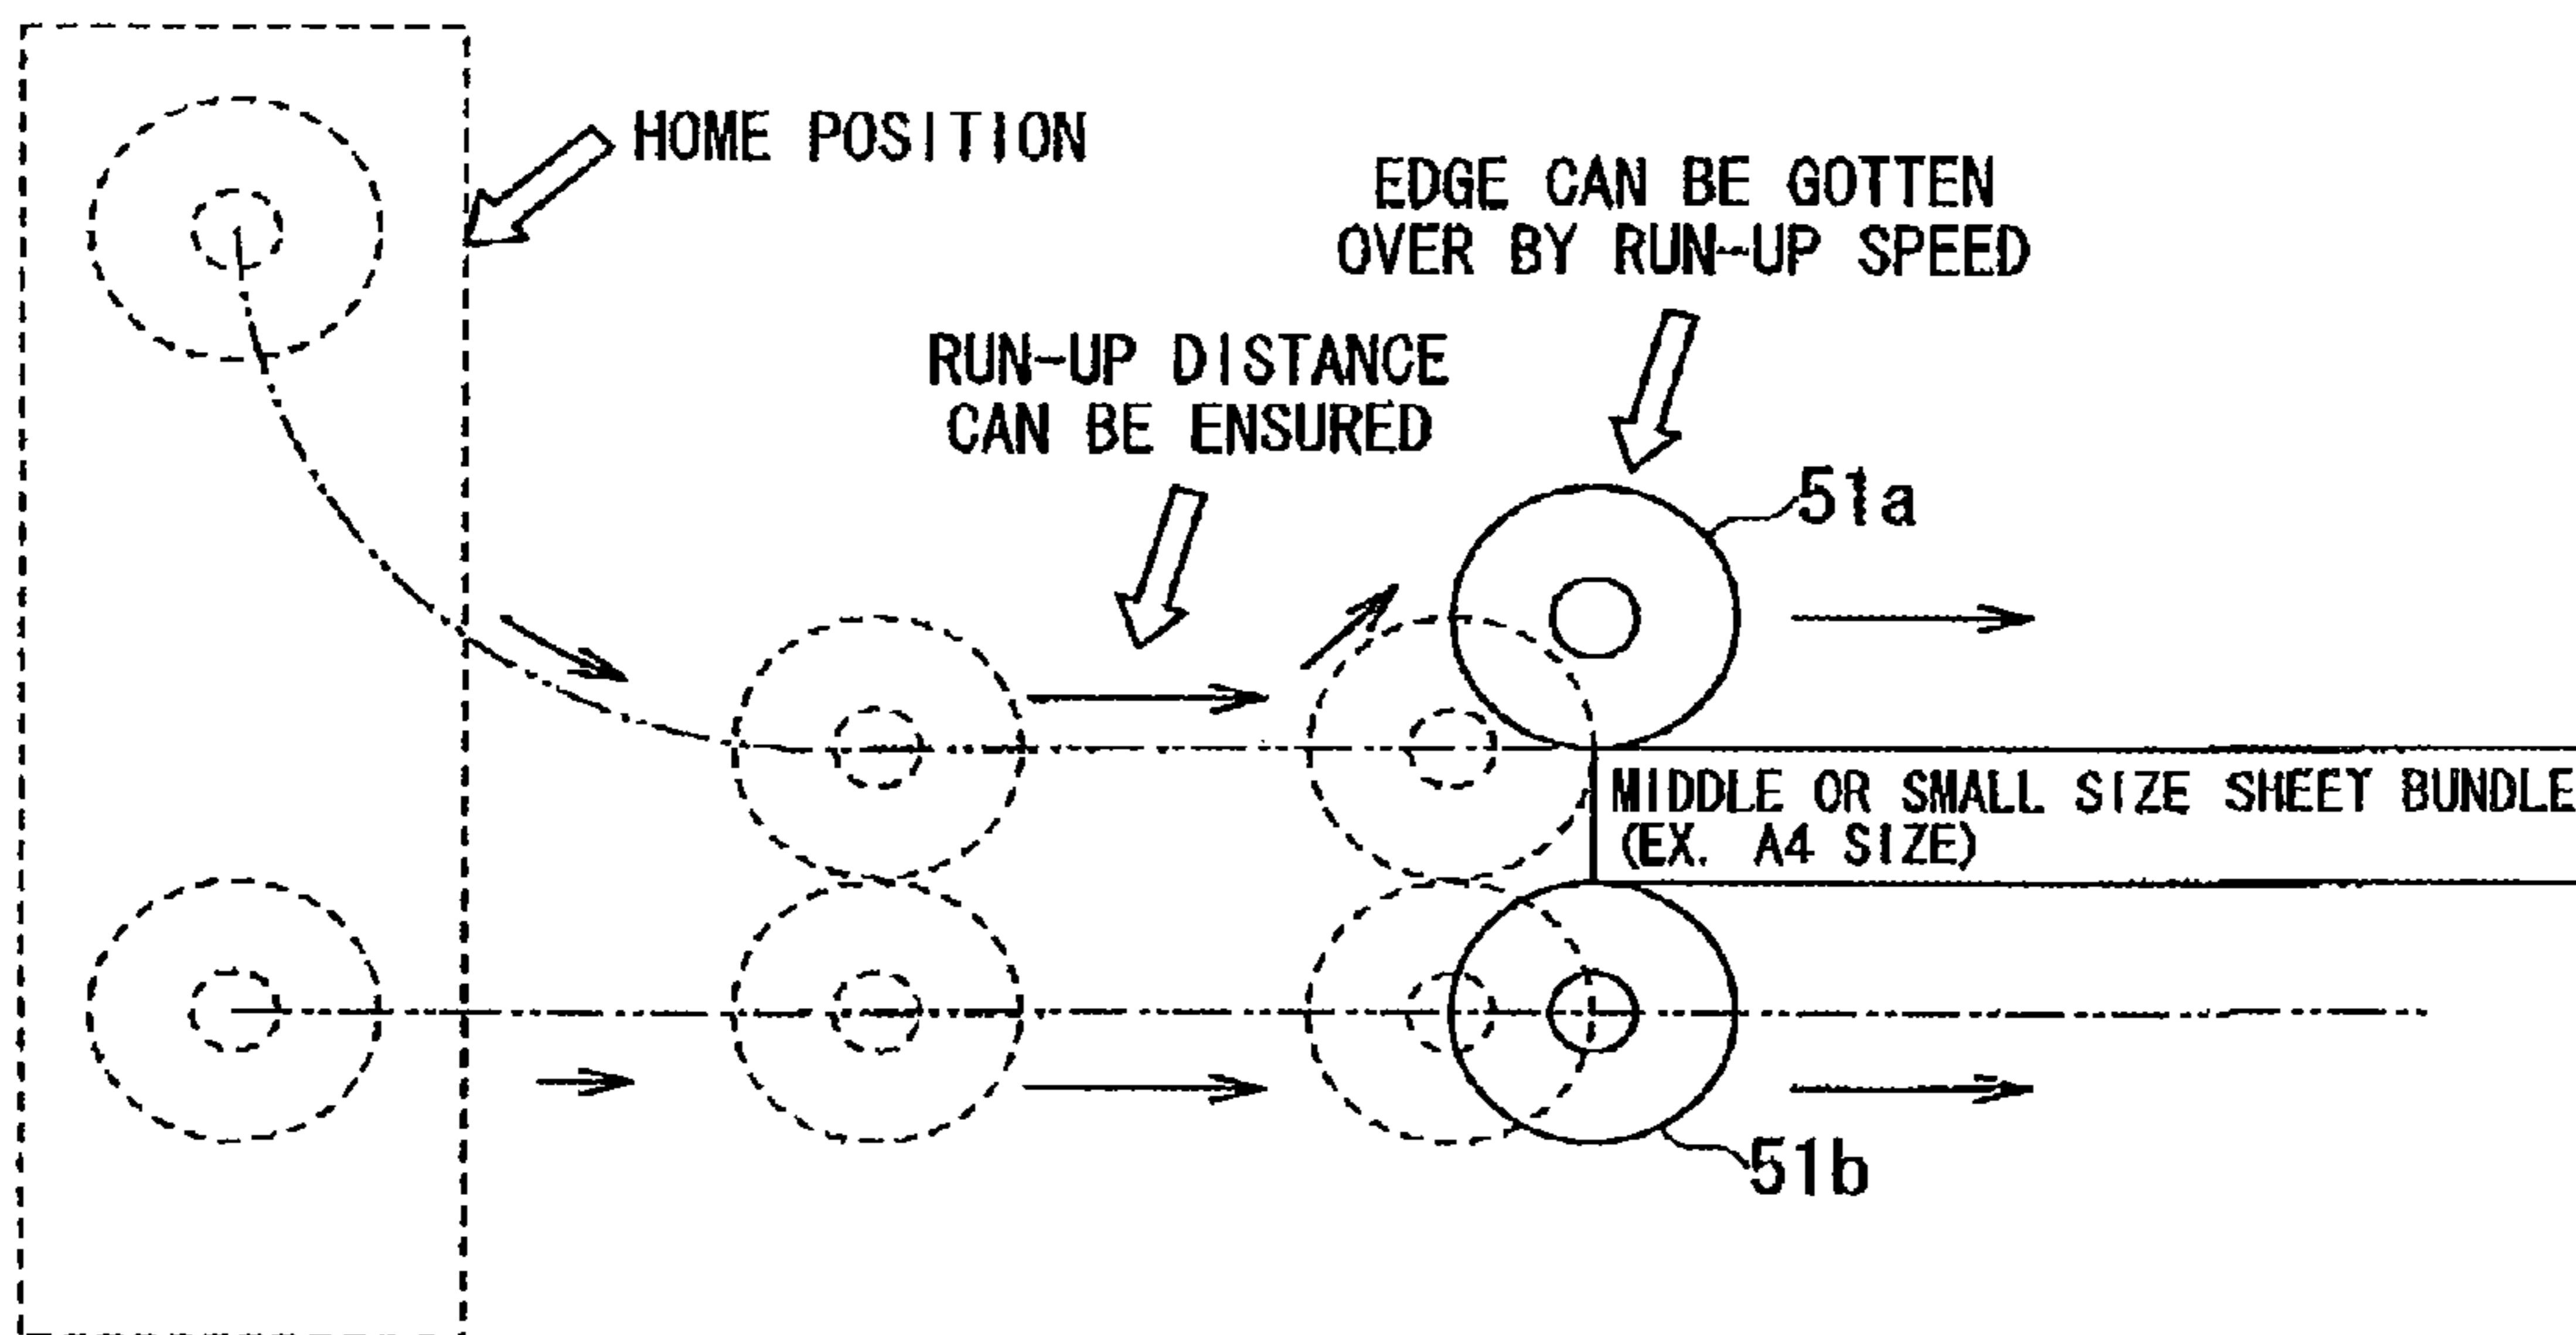 HOME POSITION
EDGE CAN BE GOTTEN
OVER BY RUN-UP SPEED
RUN-UP DISTANCE
CAN BE ENSURED
51a
MIDDLE OR SMALL SIZE SHEET BUNDLE
(EX. A4 SIZE)
51b